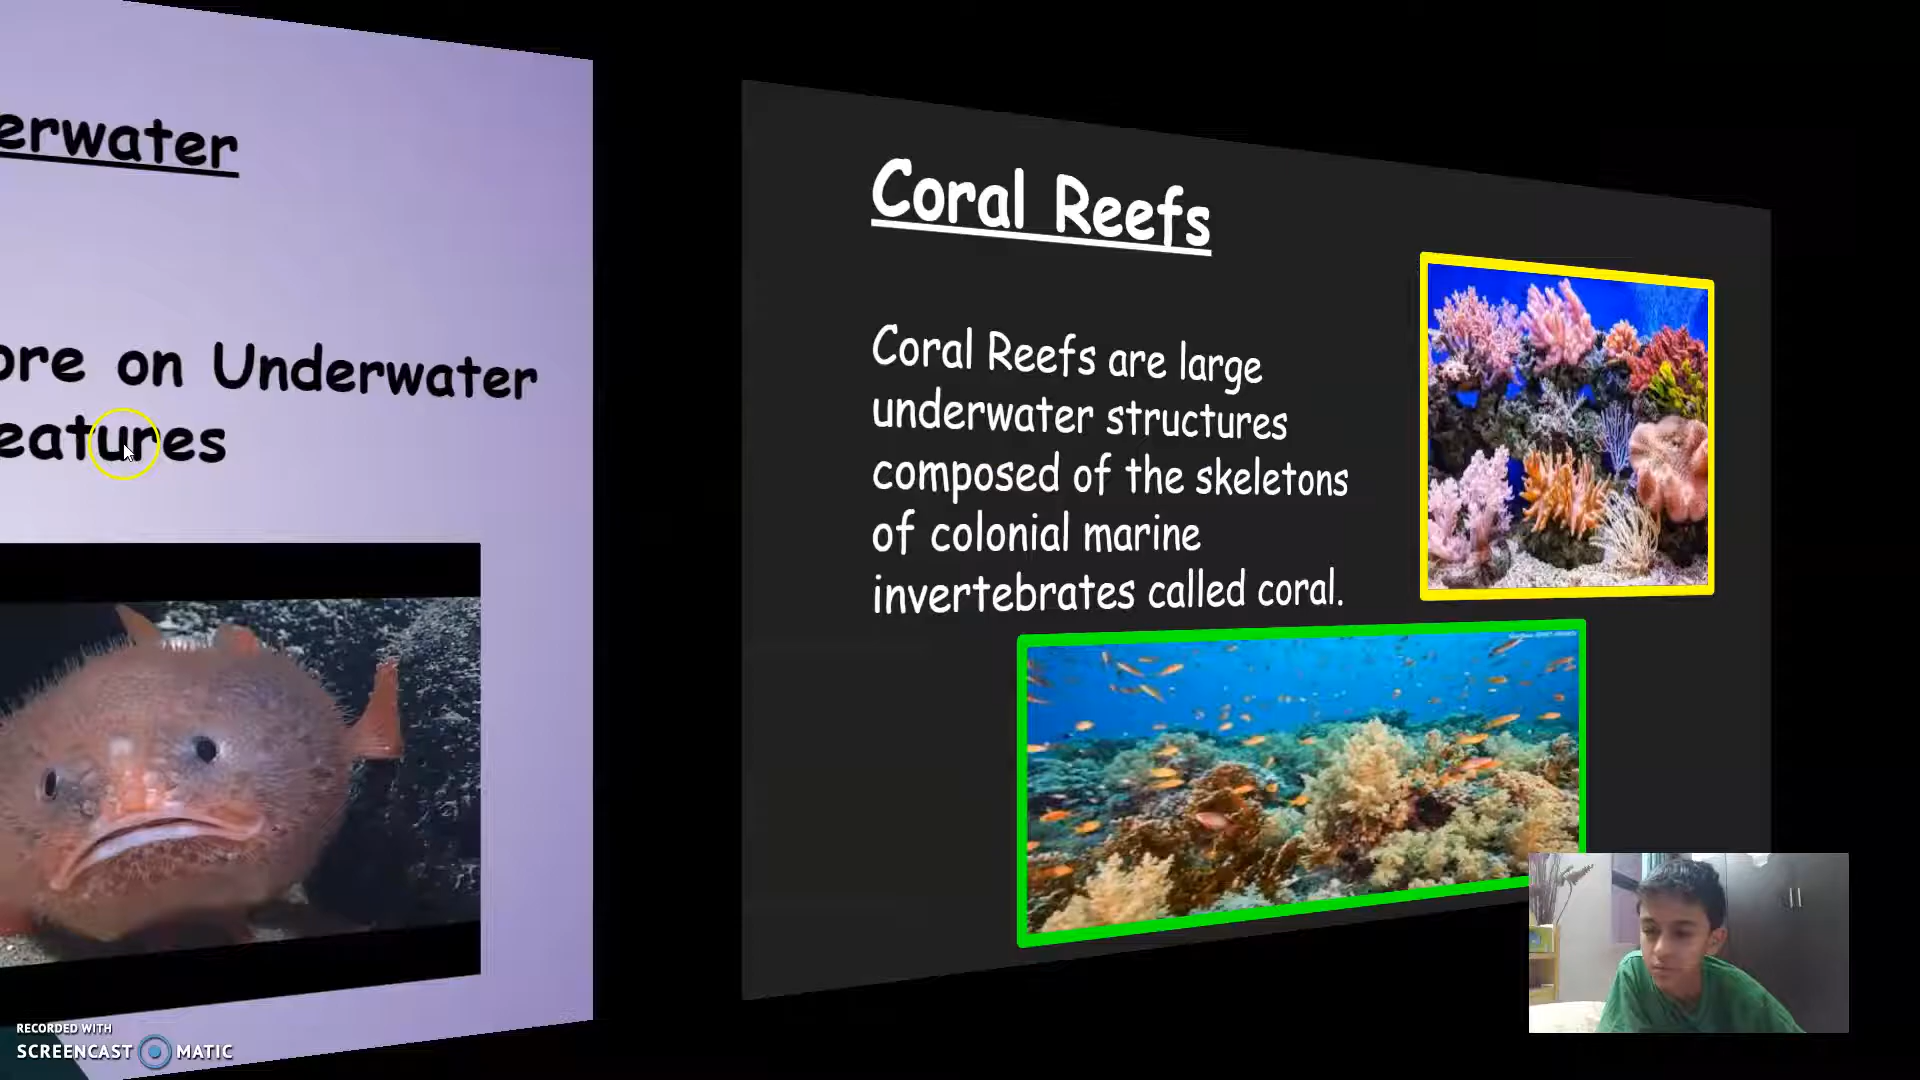 erwater
ore on Underwater
eatures
Coral Reefs
Coral Reefs are large
underwater structures
composed of the skeletons
of colonial marine
invertebrates called coral.
RECORDED WITH
SCREENCAST MATIC